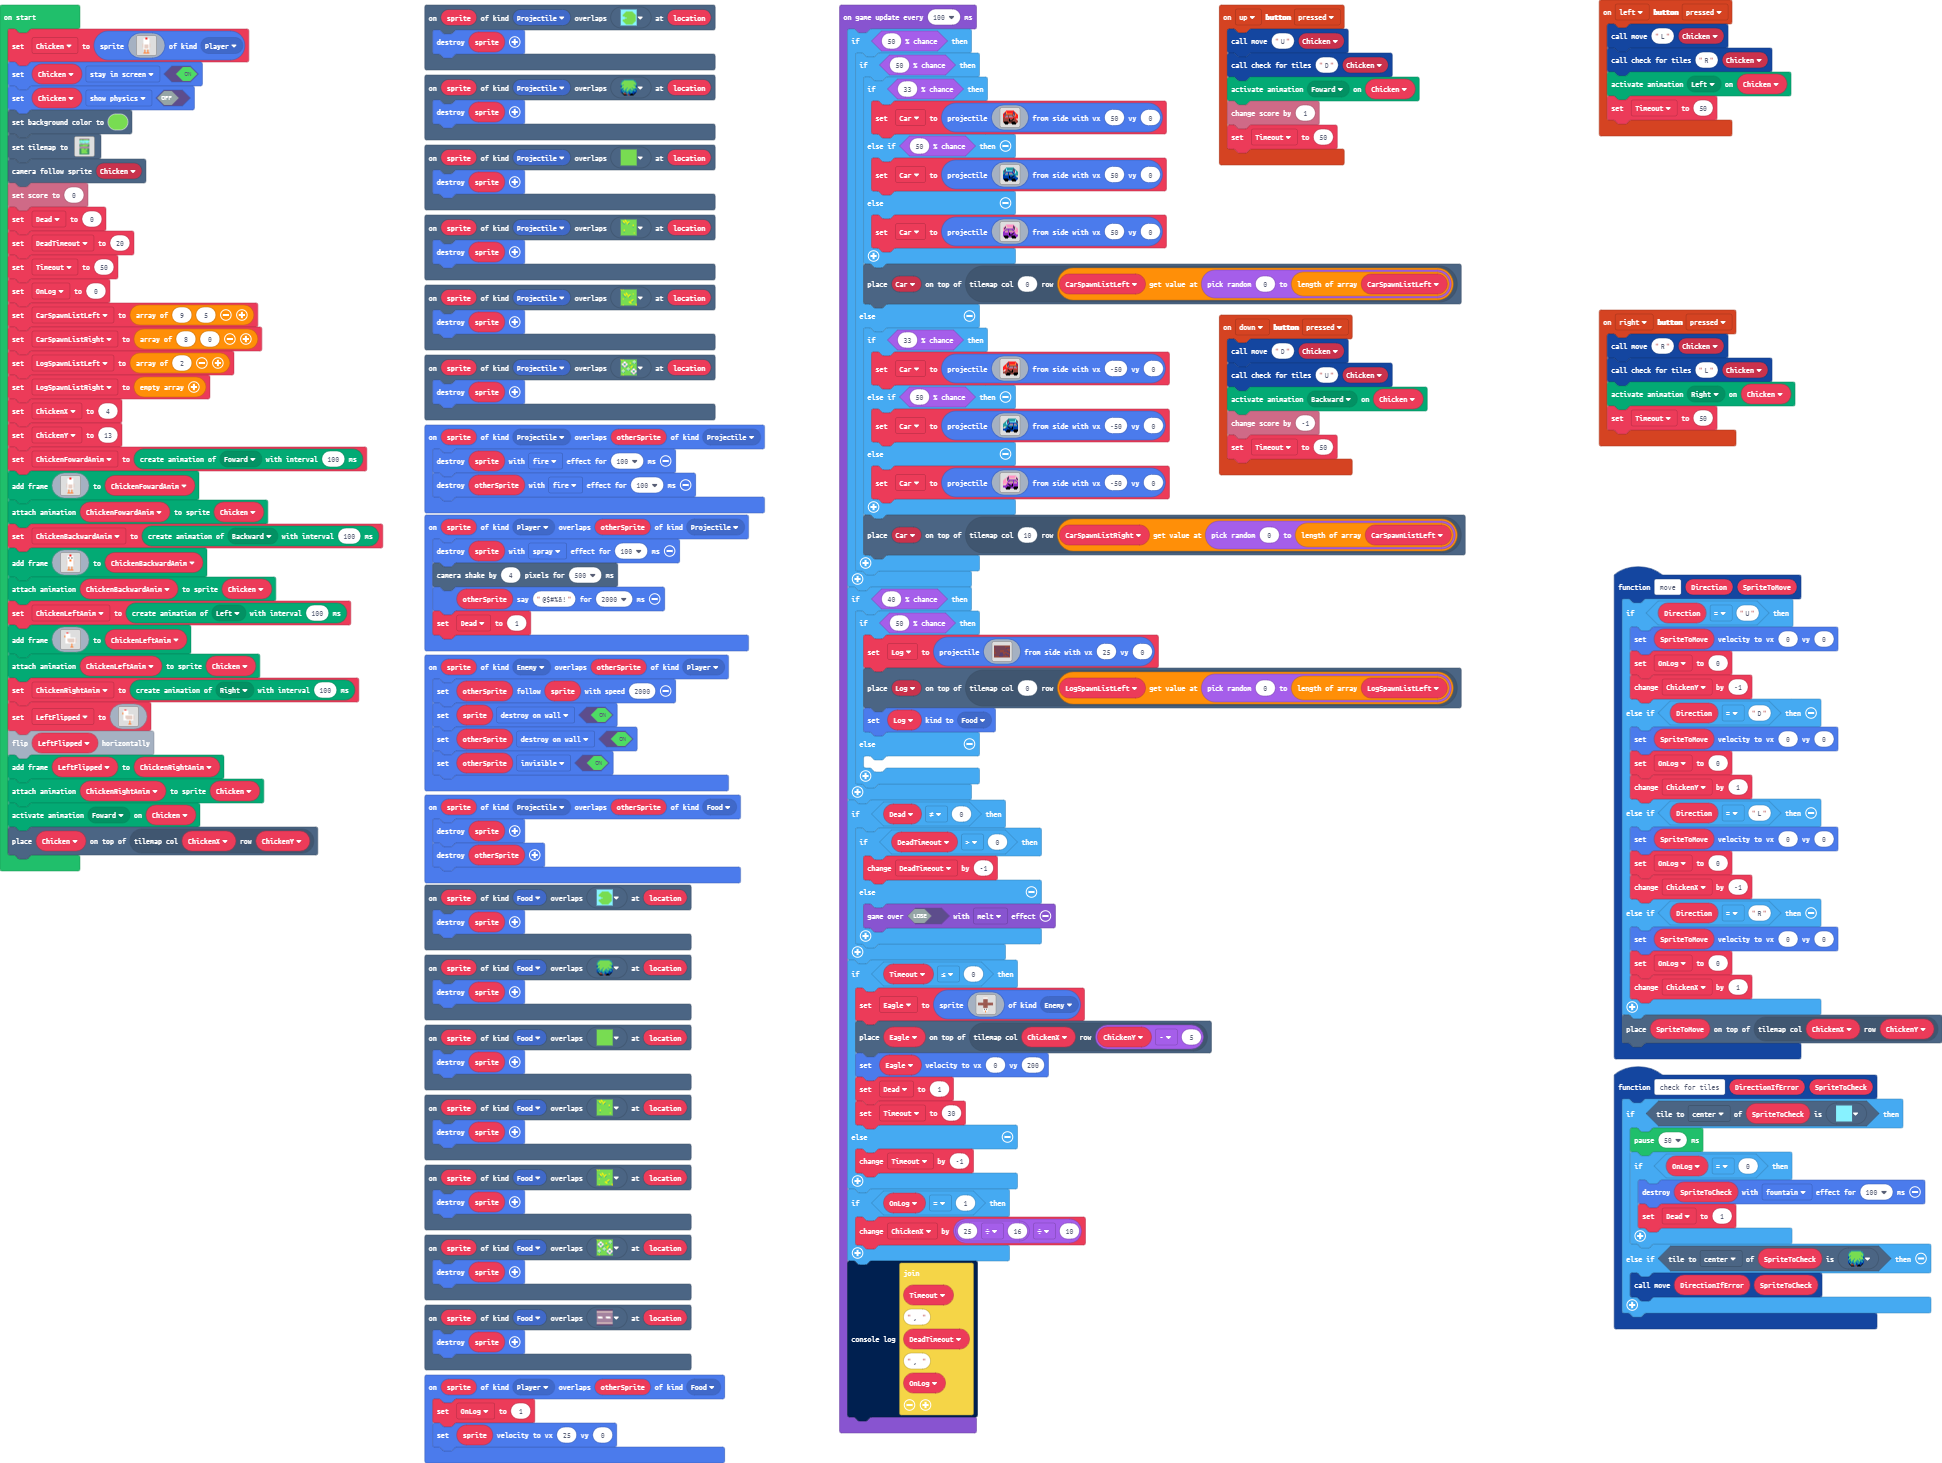 on start
set Chicken to sprite of kind Player
set Chicken stay in screen ON
set Chicken show physics OFF
set background color to
set tilemap to
camera follow sprite Chicken
set score to 0
set Dead to 0
set DeadTimeout to 20
set Timeout to 50
set OnLog to 0
set CarSpawnListLeft to array of 9 5
set CarSpawnListRight to array of 8 0
set LogSpawnListLeft to array of 2
set LogSpawnListRight to empty array
set ChickenX to 4
set ChickenY to 13
set ChickenFowardAnim to create animation of Foward with interval 100 ms
add frame to ChickenFowardAnim
attach animation ChickenFowardAnim to sprite Chicken
set ChickenBackwardAnim to create animation of Backward with interval 100 ms
add frame to ChickenBackwardAnim
attach animation ChickenBackwardAnim to sprite Chicken
set ChickenLeftAnim to create animation of Left with interval 100 ms
add frame to ChickenLeftAnim
attach animation ChickenLeftAnim to sprite Chicken
set ChickenRightAnim to create animation of Right with interval 100 ms
set LeftFlipped to
flip LeftFlipped horizontally
add frame LeftFlipped to ChickenRightAnim
attach animation ChickenRightAnim to sprite Chicken
activate animation Foward on Chicken
place Chicken on top of tilemap col ChickenX row ChickenY
on sprite of kind Projectile overlaps at location
destroy sprite
on sprite of kind Projectile overlaps at location
destroy sprite
on sprite of kind Projectile overlaps at location
destroy sprite
on sprite of kind Projectile overlaps at location
destroy sprite
on sprite of kind Projectile overlaps at location
destroy sprite
on sprite of kind Projectile overlaps at location
destroy sprite
on sprite of kind Projectile overlaps otherSprite of kind Projectile
destroy sprite with fire effect for 100 ms
destroy otherSprite with fire effect for 100 ms
on sprite of kind Player overlaps otherSprite of kind Projectile
destroy sprite with spray effect for 100 ms
camera shake by 4 pixels for 500 ms
otherSprite say "@$#%&!" for 2000 ms
set Dead to 1
on sprite of kind Enemy overlaps otherSprite of kind Player
set otherSprite follow sprite with speed 2000
set sprite destroy on wall ON
set otherSprite destroy on wall ON
set otherSprite invisible ON
on sprite of kind Projectile overlaps otherSprite of kind Food
destroy sprite
destroy otherSprite
on sprite of kind Food overlaps at location
destroy sprite
on sprite of kind Food overlaps at location
destroy sprite
on sprite of kind Food overlaps at location
destroy sprite
on sprite of kind Food overlaps at location
destroy sprite
on sprite of kind Food overlaps at location
destroy sprite
on sprite of kind Food overlaps at location
destroy sprite
on sprite of kind Food overlaps at location
destroy sprite
on sprite of kind Player overlaps otherSprite of kind Food
set OnLog to 1
set sprite velocity to vx 25 vy 0
on game update every 100 ms
if 50 % chance then
if 50 % chance then
if 33 % chance then
set Car to projectile from side with vx 50 vy 0
else if 50 % chance then
set Car to projectile from side with vx 50 vy 0
else
set Car to projectile from side with vx 50 vy 0
place Car on top of tilemap col 0 row CarSpawnListLeft get value at pick random 0 to length of array CarSpawnListLeft
else
if 33 % chance then
set Car to projectile from side with vx -50 vy 0
else if 50 % chance then
set Car to projectile from side with vx -50 vy 0
else
set Car to projectile from side with vx -50 vy 0
place Car on top of tilemap col 10 row CarSpawnListRight get value at pick random 0 to length of array CarSpawnListLeft
if 40 % chance then
if 50 % chance then
set Log to projectile from side with vx 25 vy 0
place Log on top of tilemap col 0 row LogSpawnListLeft get value at pick random 0 to length of array LogSpawnListLeft
set Log kind to Food
else
if Dead ≠ 0 then
if DeadTimeout > 0 then
change DeadTimeout by -1
else
game over LOSE with melt effect
if Timeout ≤ 0 then
set Eagle to sprite of kind Enemy
place Eagle on top of tilemap col ChickenX row ChickenY - 5
set Eagle velocity to vx 0 vy 200
set Dead to 1
set Timeout to 30
else
change Timeout by -1
if OnLog = 1 then
change ChickenX by 25 ÷ 16 ÷ 10
console log join
Timeout
", "
DeadTimeout
", "
OnLog
on up button pressed
call move "U" Chicken
call check for tiles "D" Chicken
activate animation Foward on Chicken
change score by 1
set Timeout to 50
on down button pressed
call move "D" Chicken
call check for tiles "U" Chicken
activate animation Backward on Chicken
change score by -1
set Timeout to 50
on left button pressed
call move "L" Chicken
call check for tiles "R" Chicken
activate animation Left on Chicken
set Timeout to 50
on right button pressed
call move "R" Chicken
call check for tiles "L" Chicken
activate animation Right on Chicken
set Timeout to 50
function move Direction SpriteToMove
if Direction = "U" then
set SpriteToMove velocity to vx 0 vy 0
set OnLog to 0
change ChickenY by -1
else if Direction = "D" then
set SpriteToMove velocity to vx 0 vy 0
set OnLog to 0
change ChickenY by 1
else if Direction = "L" then
set SpriteToMove velocity to vx 0 vy 0
set OnLog to 0
change ChickenX by -1
else if Direction = "R" then
set SpriteToMove velocity to vx 0 vy 0
set OnLog to 0
change ChickenX by 1
place SpriteToMove on top of tilemap col ChickenX row ChickenY
function check for tiles DirectionIfError SpriteToCheck
if tile to center of SpriteToCheck is then
pause 50 ms
if OnLog = 0 then
destroy SpriteToCheck with fountain effect for 100 ms
set Dead to 1
else if tile to center of SpriteToCheck is then
call move DirectionIfError SpriteToCheck